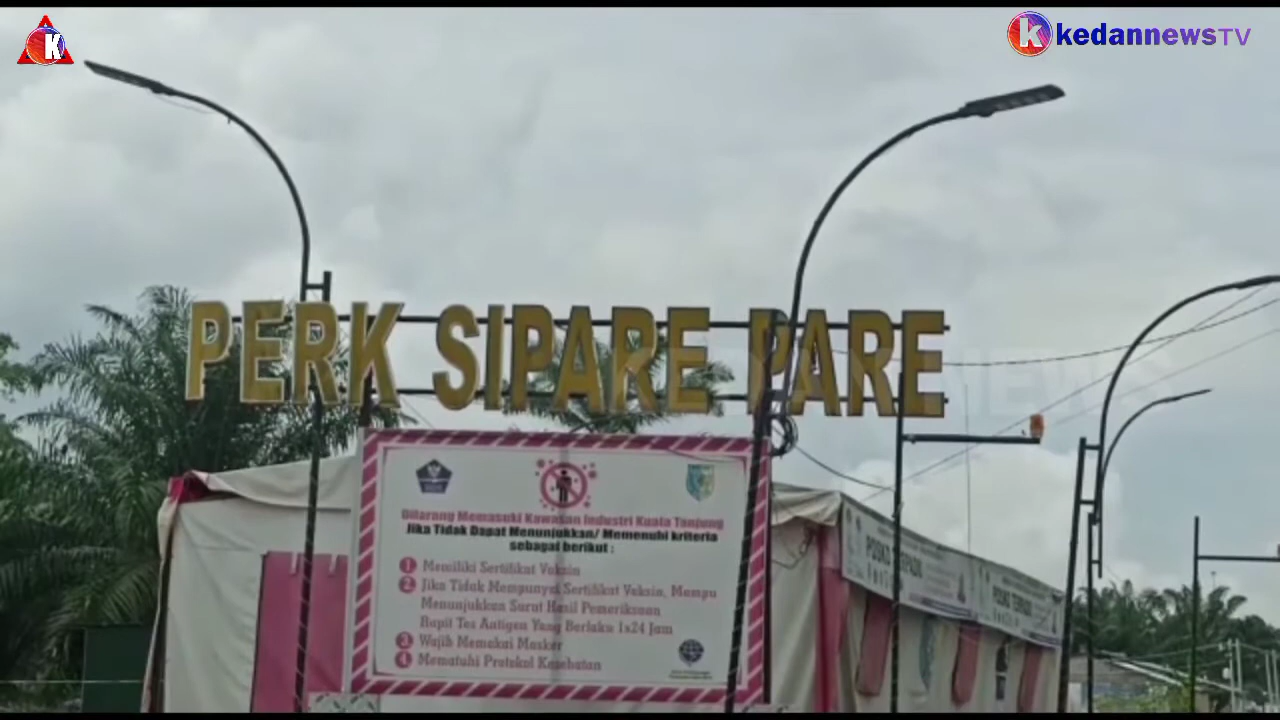 K
k kedannewsTV
PERK SIPARE PARE
NEWS
Dilarang Memasuki Kawasan Industri Kuala Tanjung
Jika Tidak Dapat Menunjukkan/ Memenuhi kriteria
sebagai berikut :
1 Memiliki Sertifikat Vaksin
2 Jika Tidak Mempunyai Sertifikat Vaksin, Mampu
Menunjukkan Surat Hasil Pemeriksaan
Rapit Tes Antigen Yang Berlaku 1x24 Jam
3 Wajib Memakai Masker
4 Mematuhi Protokol Kesehatan
POSKO TERPADU
POSKO TERPADU